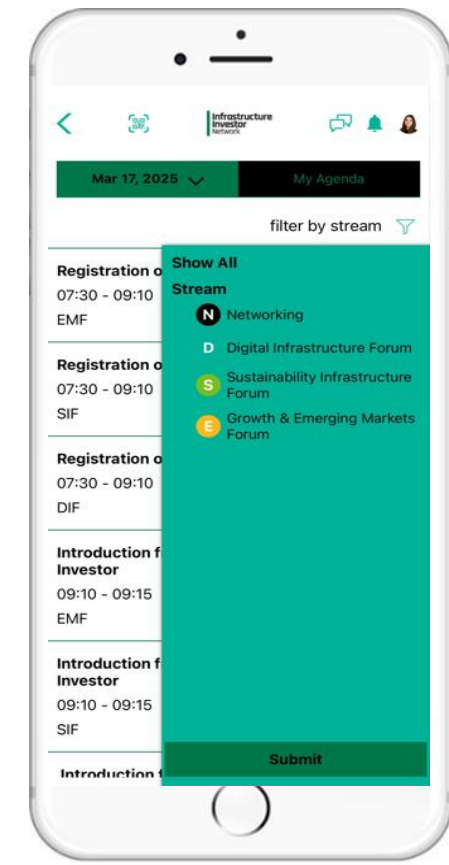 Infrastructure
Investor
Network
Mar 17, 2025
My Agenda
filter by stream
Registration o
07:30 - 09:10
EMF
Registration o
07:30 - 09:10
SIF
Registration o
07:30 - 09:10
DIF
Introduction f
Investor
09:10 - 09:15
EMF
Introduction f
Investor
09:10 - 09:15
SIF
Introduction f
Show All
Stream
N Networking
D Digital Infrastructure Forum
S Sustainability Infrastructure
Forum
E Growth & Emerging Markets
Forum
Submit